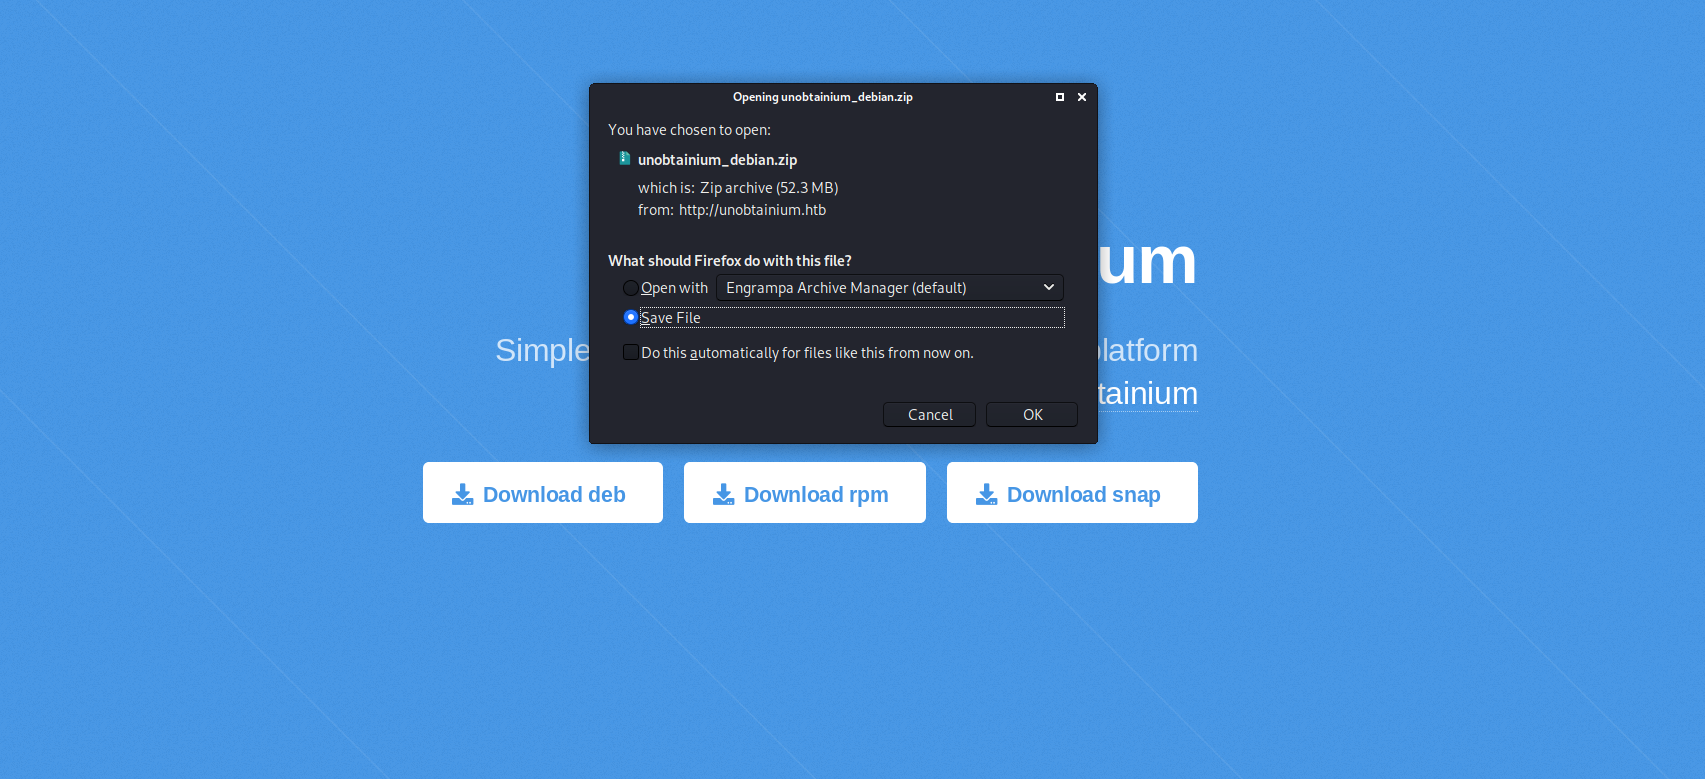 Opening unobtainium_debian.zip
You have chosen to open:
unobtainium_debian.zip
which is: Zip archive (52.3 MB)
from: http://unobtainium.htb
What should Firefox do with this file?
Open with Engrampa Archive Manager (default)
Save File
Do this automatically for files like this from now on.
Cancel OK
um
Simple platform
tainium
Download deb Download rpm Download snap